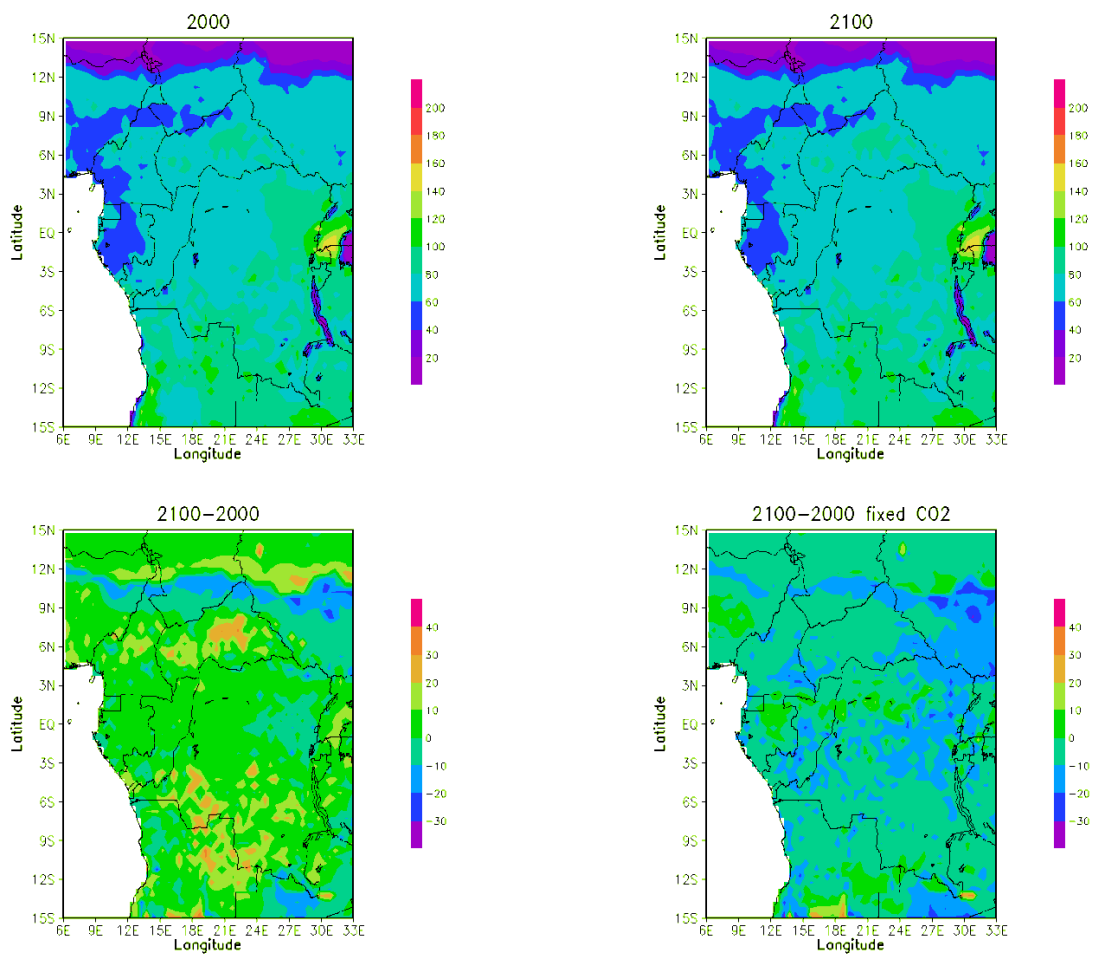 2000
15N
12N
9N
6N
3N
EQ
3S
6S
9S
12S
15S
Latitude
6E 9E 12E 15E 18E 21E 24E 27E 30E 33E
Longitude
200
180
160
140
120
100
80
60
40
20
2100
15N
12N
9N
6N
3N
EQ
3S
6S
9S
12S
15S
Latitude
6E 9E 12E 15E 18E 21E 24E 27E 30E 33E
Longitude
200
180
160
140
120
100
80
60
40
20
2100-2000
15N
12N
9N
6N
3N
EQ
3S
6S
9S
12S
15S
Latitude
6E 9E 12E 15E 18E 21E 24E 27E 30E 33E
Longitude
40
30
20
10
0
-10
-20
-30
2100-2000 fixed CO2
15N
12N
9N
6N
3N
EQ
3S
6S
9S
12S
15S
Latitude
6E 9E 12E 15E 18E 21E 24E 27E 30E 33E
Longitude
40
30
20
10
0
-10
-20
-30